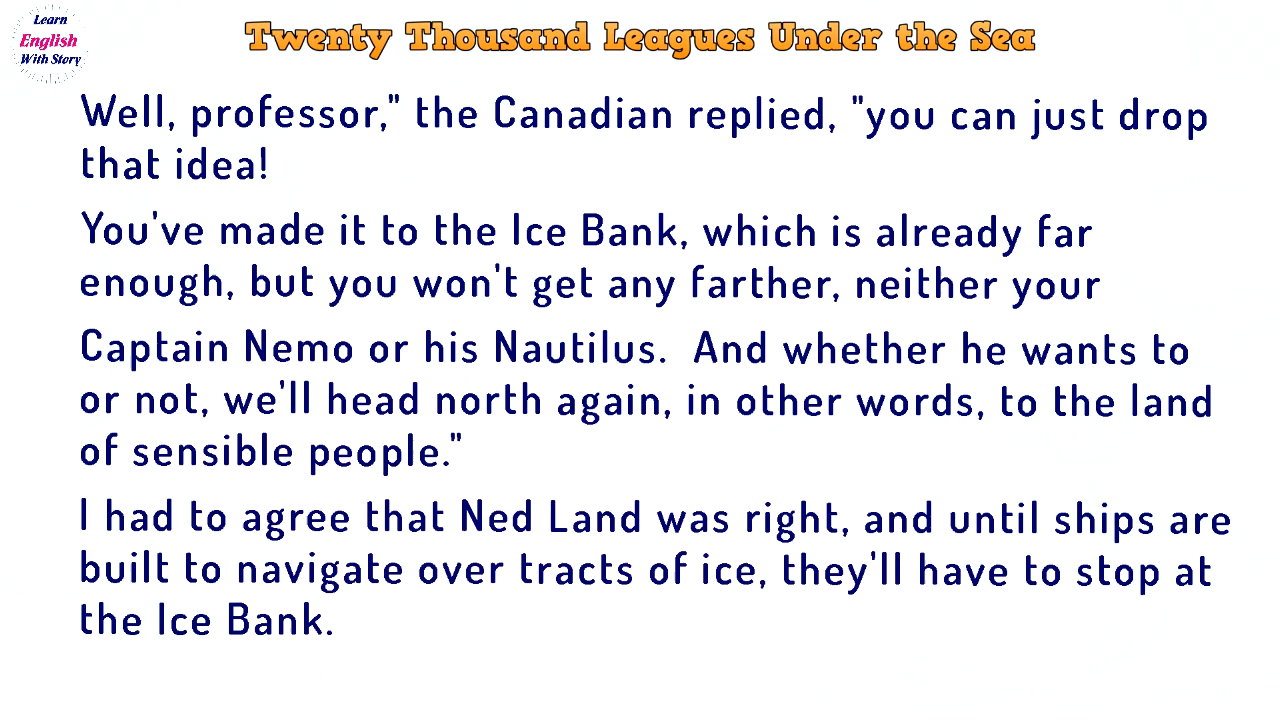 Learn
English
With Story
Twenty Thousand Leagues Under the Sea
Well, professor," the Canadian replied, "you can just drop
that idea!
You've made it to the Ice Bank, which is already far
enough, but you won't get any farther, neither your
Captain Nemo or his Nautilus.  And whether he wants to
or not, we'll head north again, in other words, to the land
of sensible people."
I had to agree that Ned Land was right, and until ships are
built to navigate over tracts of ice, they'll have to stop at
the Ice Bank.